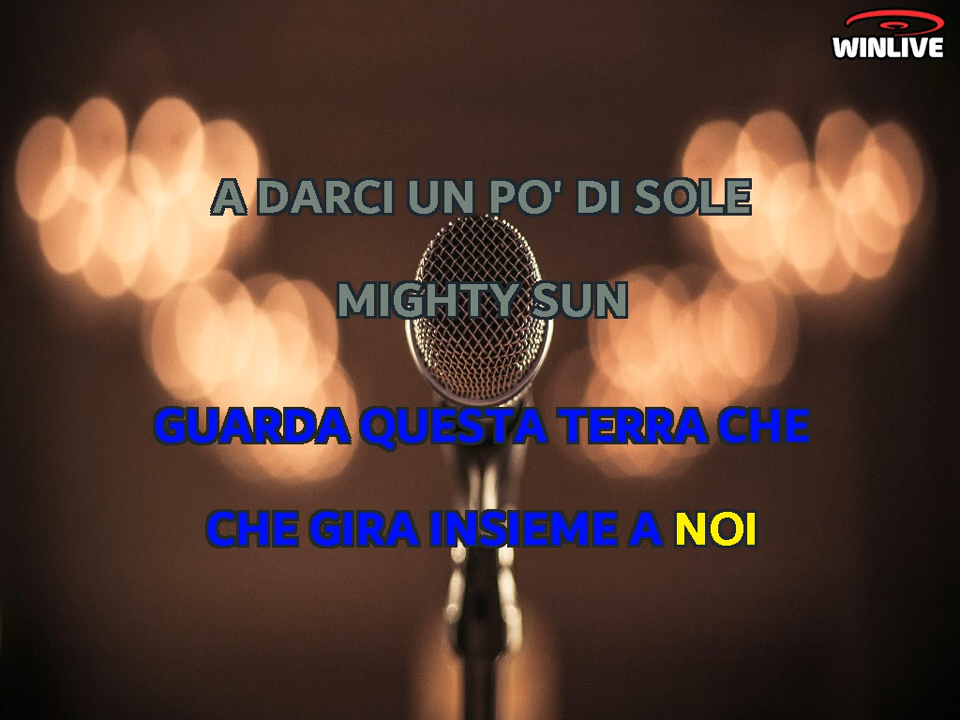 WINLIVE
A DARCI UN PO' DI SOLE
MIGHTY SUN
GUARDA QUESTA TERRA CHE
CHE GIRA INSIEME A NOI